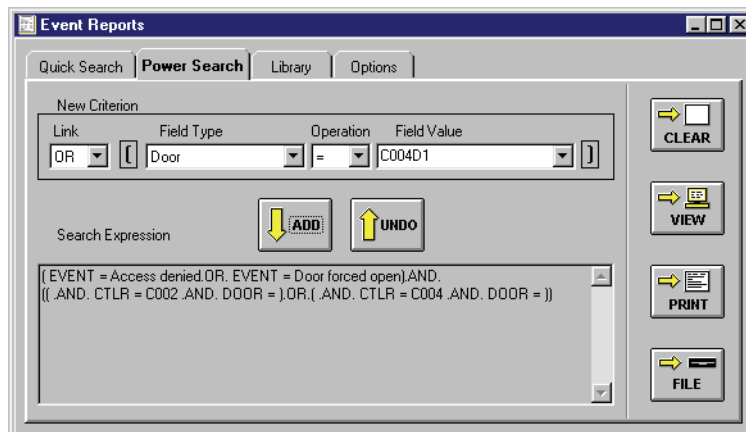 Event Reports
Quick Search Power Search Library Options
New Criterion
Link Field Type Operation Field Value
OR ( Door = C004D1 )
ADD UNDO
Search Expression
( EVENT = Access denied.OR. EVENT = Door forced open).AND.
(( .AND. CTLR = C002 .AND. DOOR = ).OR.( .AND. CTLR = C004 .AND. DOOR = ))
CLEAR
VIEW
PRINT
FILE